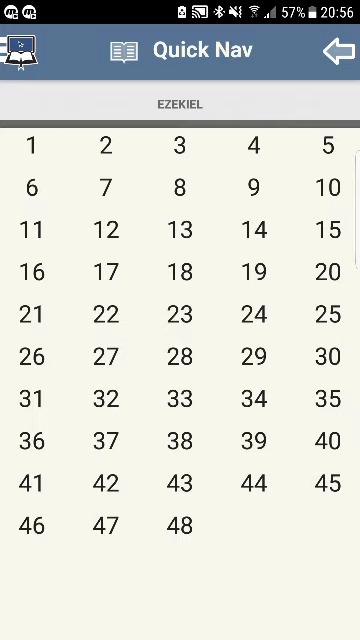 57% 20:56
Quick Nav
EZEKIEL
1 2 3 4 5
6 7 8 9 10
11 12 13 14 15
16 17 18 19 20
21 22 23 24 25
26 27 28 29 30
31 32 33 34 35
36 37 38 39 40
41 42 43 44 45
46 47 48